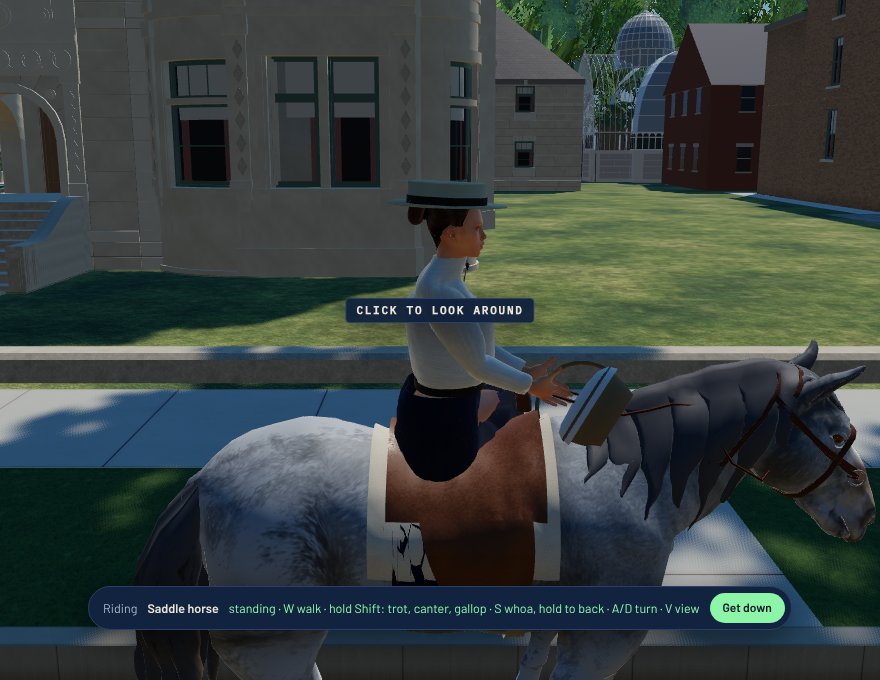 CLICK TO LOOK AROUND
Riding Saddle horse standing · W walk · hold Shift: trot, canter, gallop · S whoa, hold to back · A/D turn · V view Get down